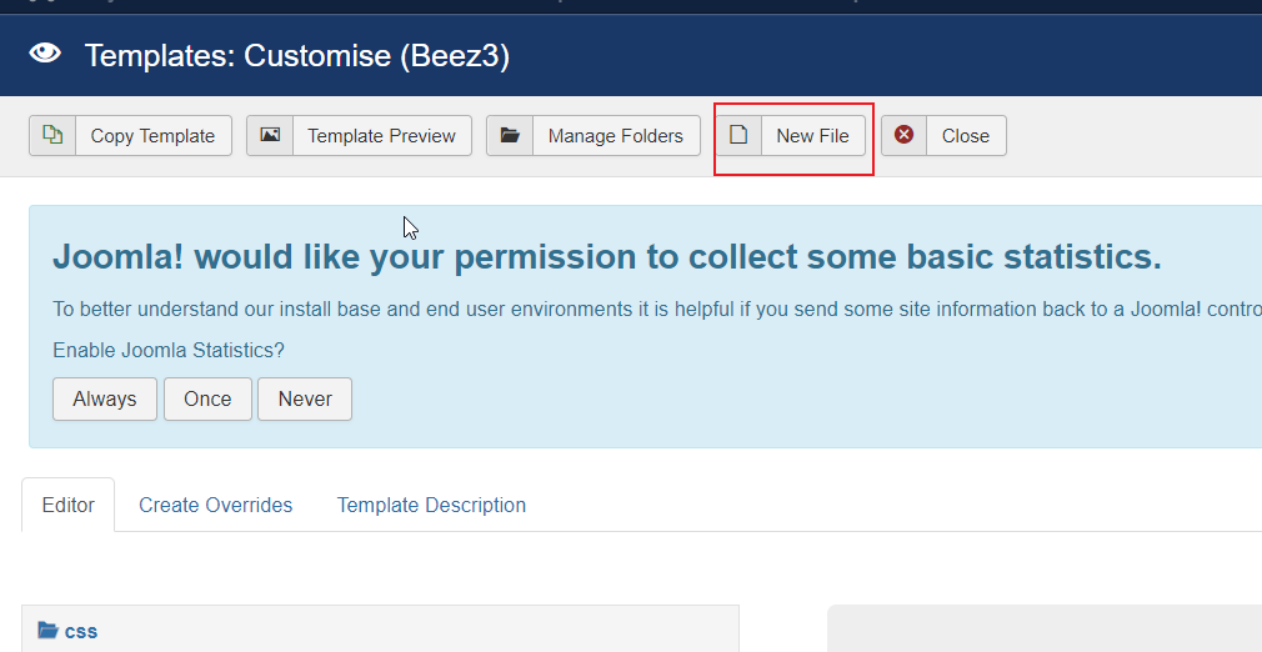 Templates: Customise (Beez3)
Copy Template Template Preview Manage Folders New File Close
Joomla! would like your permission to collect some basic statistics.
To better understand our install base and end user environments it is helpful if you send some site information back to a Joomla! contro
Enable Joomla Statistics?
Always Once Never
Editor Create Overrides Template Description
css